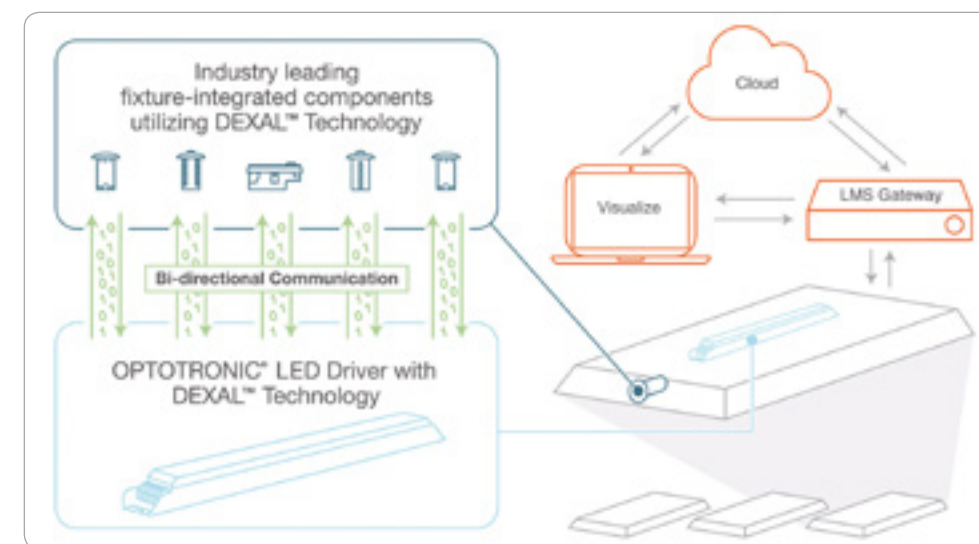 Industry leading
fixture-integrated components
utilizing DEXAL™ Technology
Bi-directional Communication
OPTOTRONIC® LED Driver with
DEXAL™ Technology
Cloud
Visualize
LMS Gateway